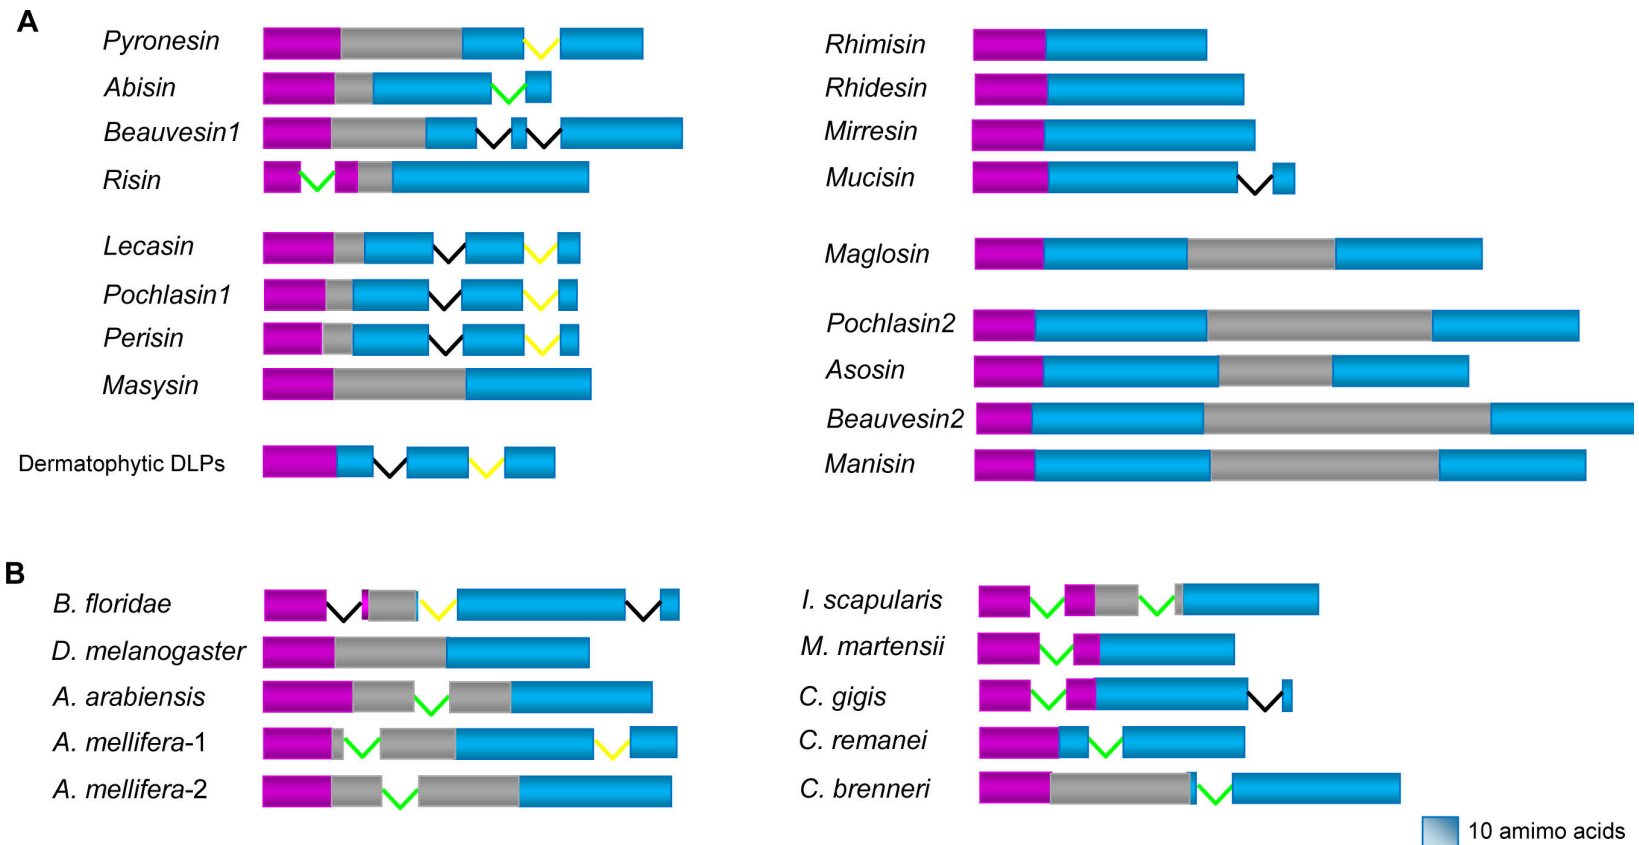 A
Pyronesin
Abisin
Beauvesin1
Risin
Lecasin
Pochlasin1
Perisin
Masysin
Dermatophytic DLPs
Rhimisin
Rhidesin
Mirresin
Mucisin
Maglosin
Pochlasin2
Asosin
Beauvesin2
Manisin
B
B. floridae
D. melanogaster
A. arabiensis
A. mellifera-1
A. mellifera-2
I. scapularis
M. martensii
C. gigis
C. remanei
C. brenneri
10 amimo acids